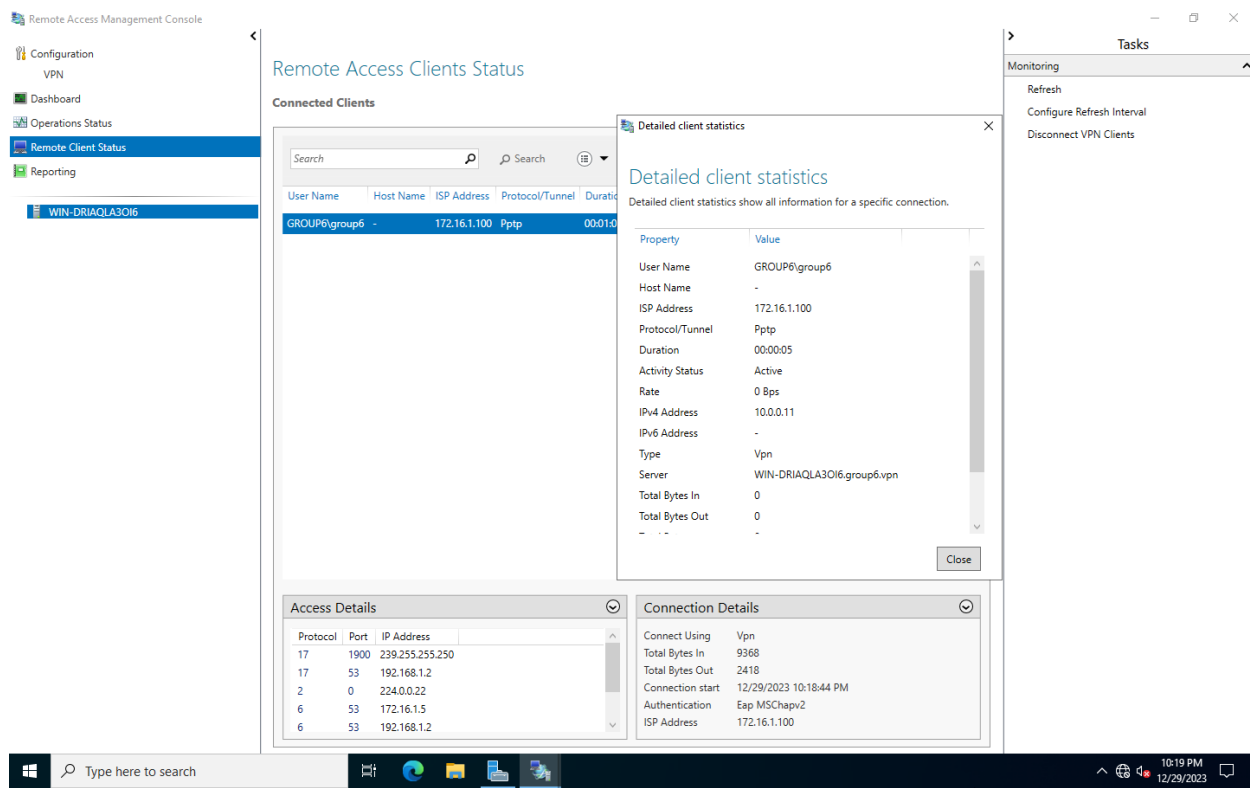 Remote Access Management Console
Configuration
VPN
Dashboard
Operations Status
Remote Client Status
Reporting
WIN-DRIAQLA3OI6
Remote Access Clients Status
Connected Clients
Search
Search
User Name Host Name ISP Address Protocol/Tunnel
GROUP6\group6 - 172.16.1.100 Pptp 00:01:0
Detailed client statistics
Detailed client statistics
Detailed client statistics show all information for a specific connection.
Property Value
User Name GROUP6\group6
Host Name -
ISP Address 172.16.1.100
Protocol/Tunnel Pptp
Duration 00:00:05
Activity Status Active
Rate 0 Bps
IPv4 Address 10.0.0.11
IPv6 Address -
Type Vpn
Server WIN-DRIAQLA3OI6.group6.vpn
Total Bytes In 0
Total Bytes Out 0
Close
Access Details
Protocol Port IP Address
17 1900 239.255.255.250
17 53 192.168.1.2
2 0 224.0.0.22
6 53 172.16.1.5
6 53 192.168.1.2
Connection Details
Connect Using Vpn
Total Bytes In 9368
Total Bytes Out 2418
Connection start 12/29/2023 10:18:44 PM
Authentication Eap MSChapv2
ISP Address 172.16.1.100
Tasks
Monitoring
Refresh
Configure Refresh Interval
Disconnect VPN Clients
Type here to search
10:19 PM
12/29/2023